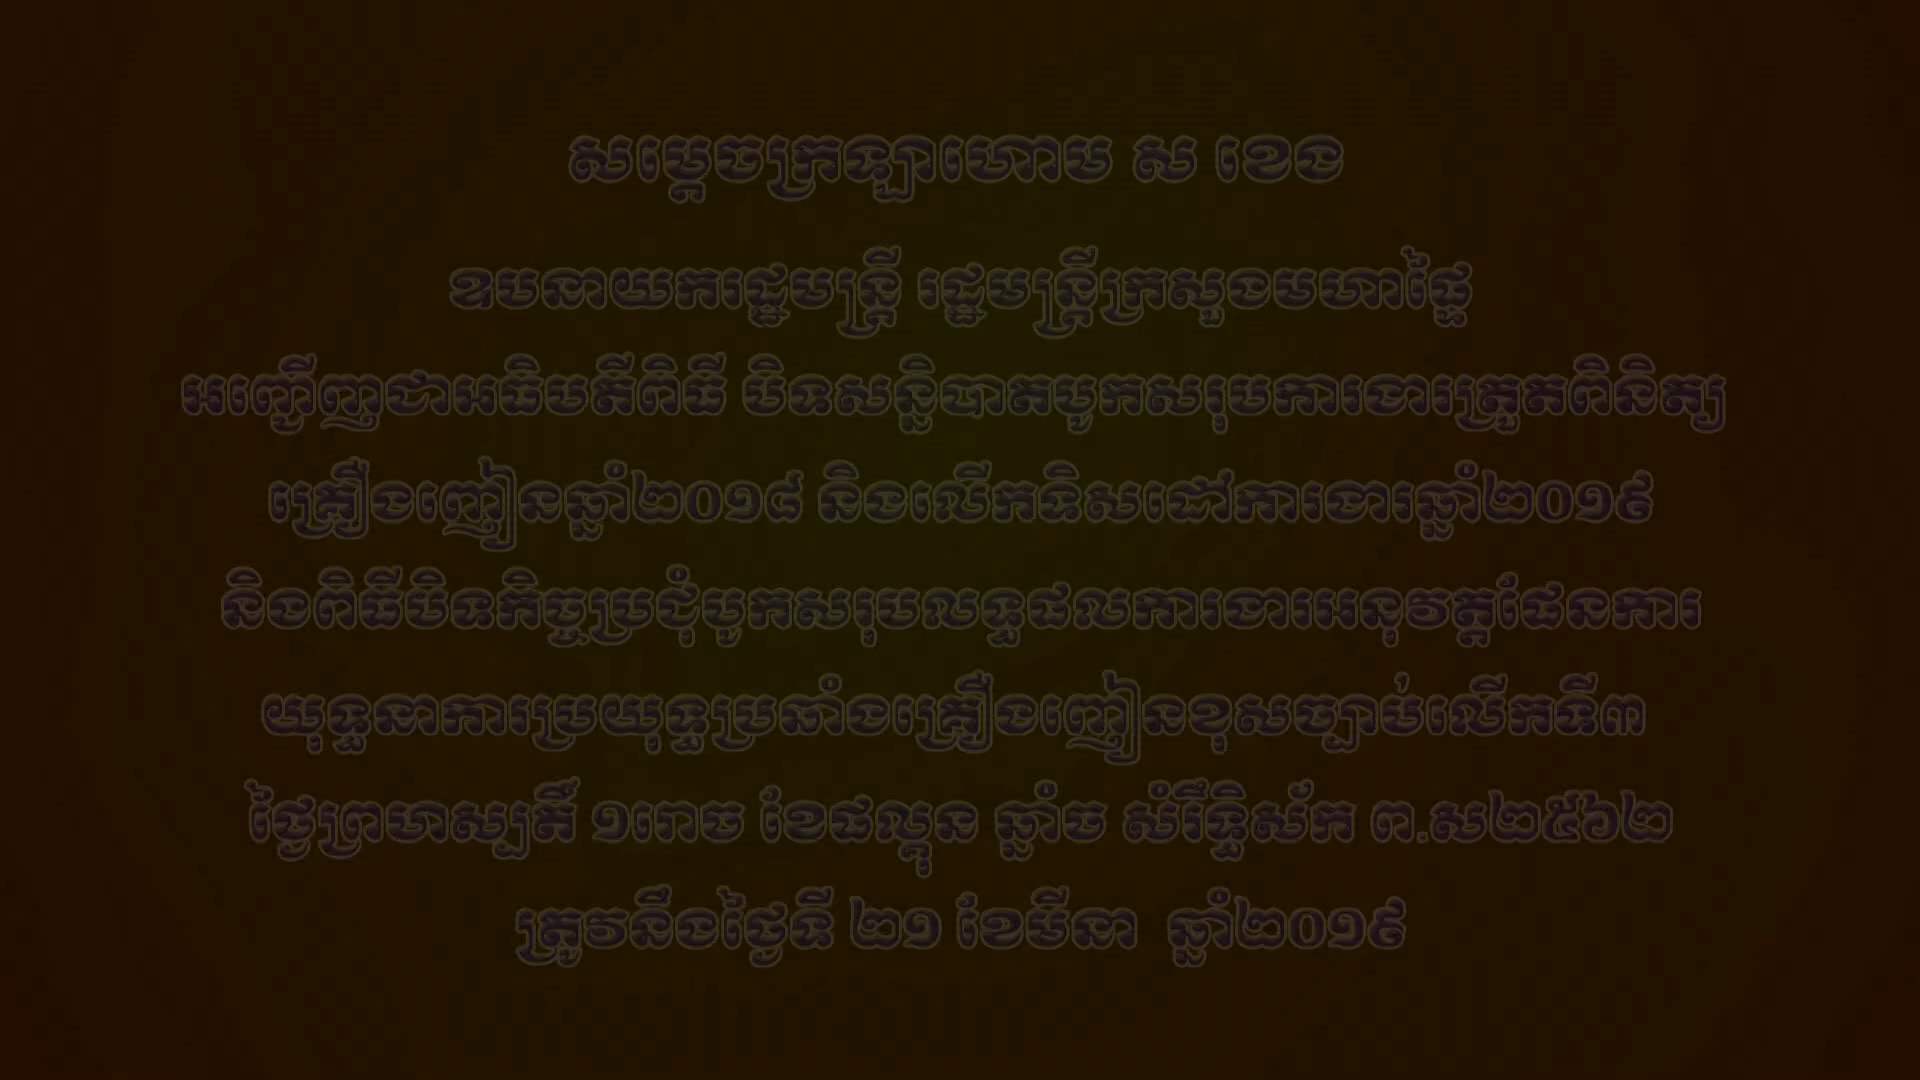 សម្តេចក្រឡាហោម ស ខេង
ឧបនាយករដ្ឋមន្ត្រី រដ្ឋមន្ត្រីក្រសួងមហាផ្ទៃ
អញ្ជើញជាអធិបតីពិធី បិទសន្និបាតបូកសរុបការងារត្រួតពិនិត្យ
គ្រឿងញៀនឆ្នាំ២០១៨ និងលើកទិសដៅការងារឆ្នាំ២០១៩
និងពិធីបិទកិច្ចប្រជុំបូកសរុបលទ្ធផលការងារអនុវត្តផែនការ
យុទ្ធនាការប្រយុទ្ធប្រឆាំងគ្រឿងញៀនខុសច្បាប់លើកទី៣
ថ្ងៃព្រហស្បតិ៍ ១រោច ខែផល្គុន ឆ្នាំច សំរឹទ្ធិស័ក ព.ស២៥៦២
ត្រូវនឹងថ្ងៃទី ២១ ខែមីនា ឆ្នាំ២០១៩